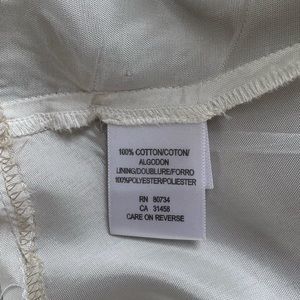 100% COTTON/COTON/
ALGODON
LINING/DOUBLURE/FORRO
100%POLYESTER/POLIESTER
RN 80734
CA 31458
CARE ON REVERSE